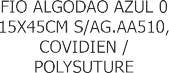 FIO ALGODAO AZUL 0
15X45CM S/AG.AA510,
COVIDIEN /
POLYSUTURE